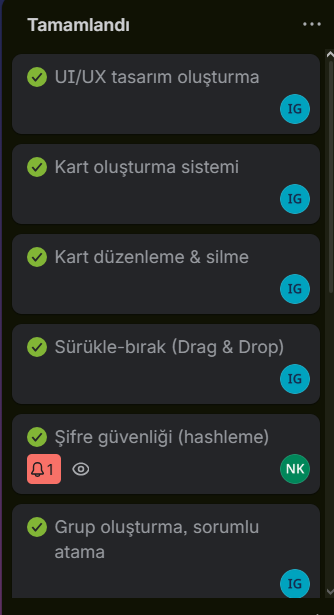 Tamamlandı
UI/UX tasarım oluşturma
IG
Kart oluşturma sistemi
IG
Kart düzenleme & silme
IG
Sürükle-bırak (Drag & Drop)
IG
Şifre güvenliği (hashleme)
1
NK
Grup oluşturma, sorumlu
atama
IG